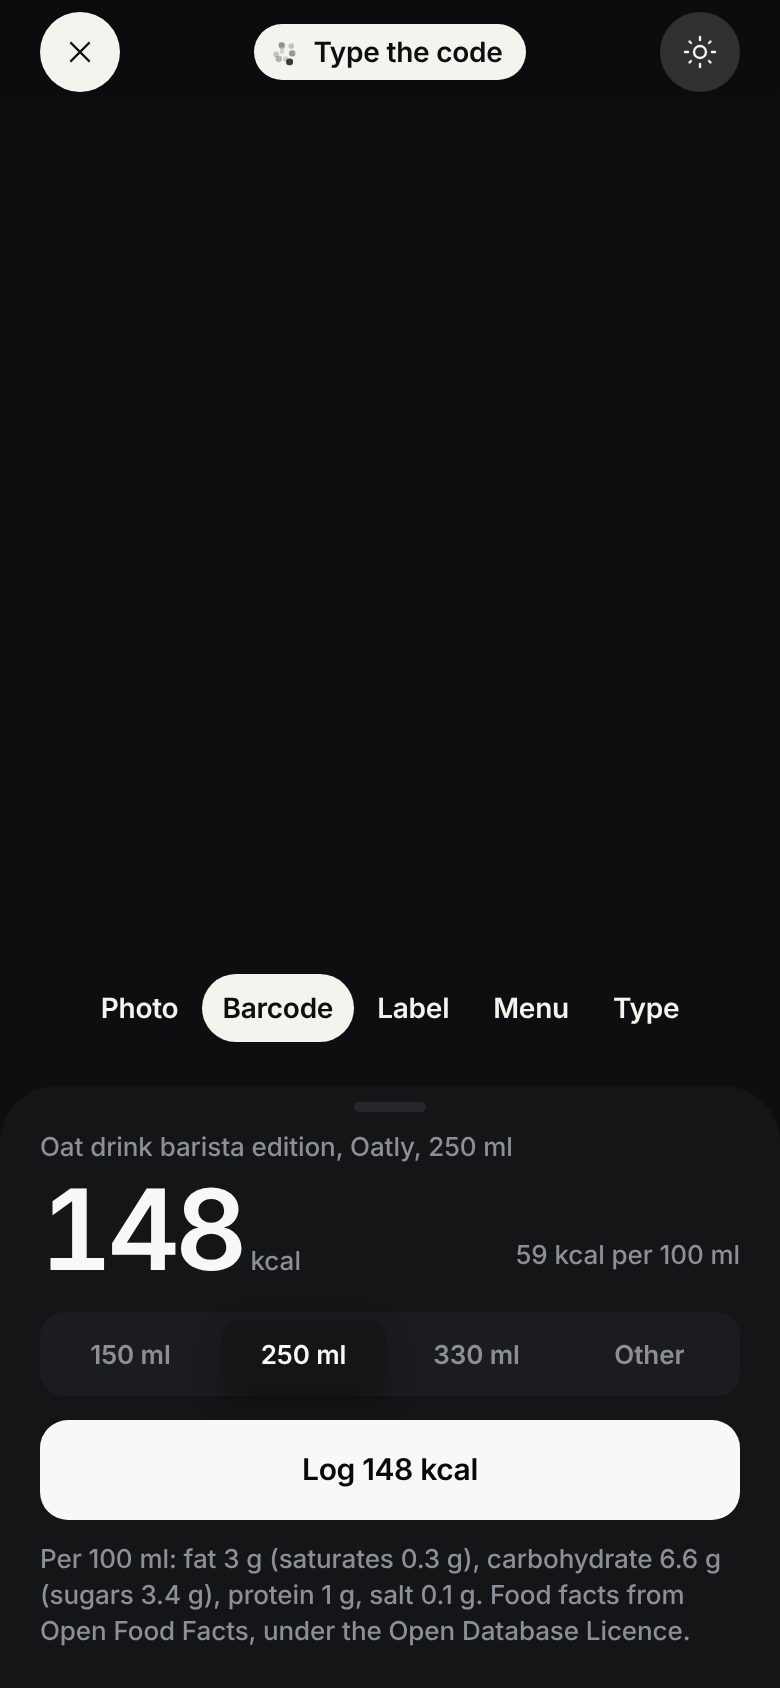 Type the code
Photo Barcode Label Menu Type
Oat drink barista edition, Oatly, 250 ml
148 kcal 59 kcal per 100 ml
150 ml 250 ml 330 ml Other
Log 148 kcal
Per 100 ml: fat 3 g (saturates 0.3 g), carbohydrate 6.6 g
(sugars 3.4 g), protein 1 g, salt 0.1 g. Food facts from
Open Food Facts, under the Open Database Licence.